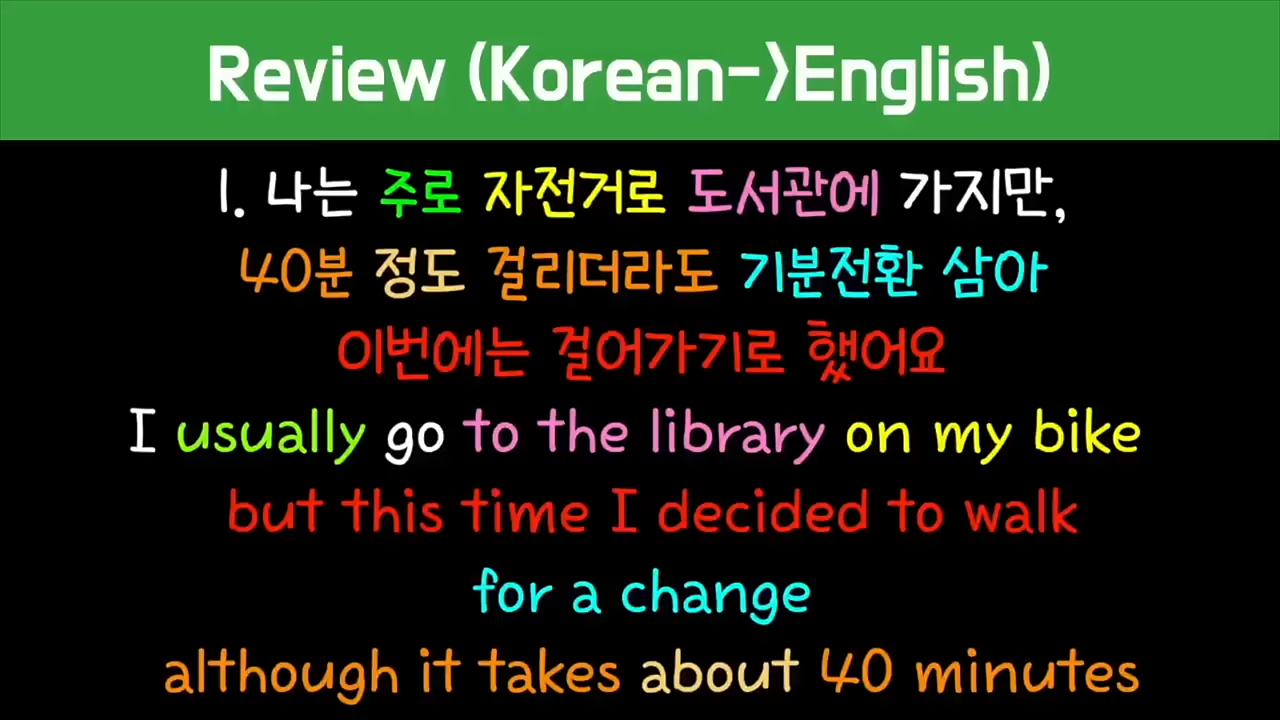 Review (Korean->English)
1. 나는 주로 자전거로 도서관에 가지만,
40분 정도 걸리더라도 기분전환 삼아
이번에는 걸어가기로 했어요
I usually go to the library on my bike
but this time I decided to walk
for a change
although it takes about 40 minutes